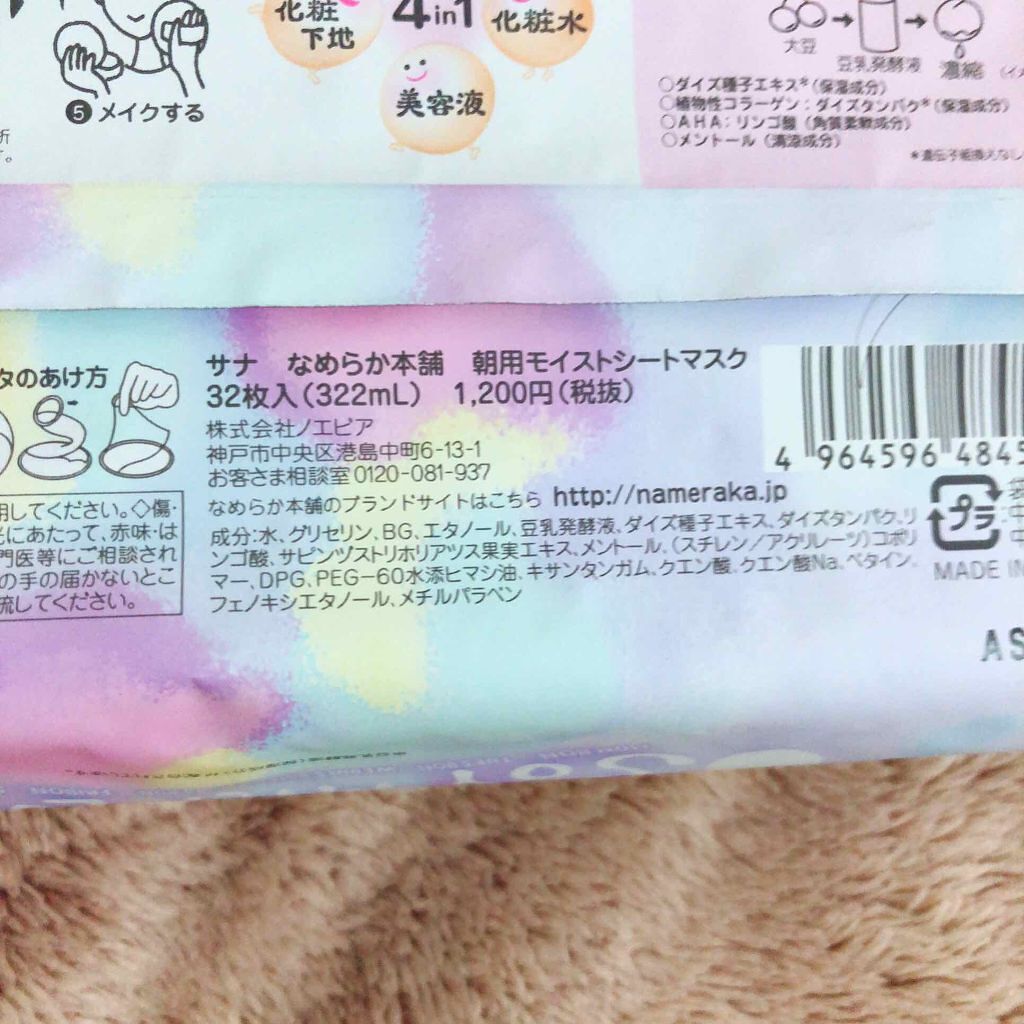 化粧
下地
4in1
化粧水
美容液
❺メイクする
大豆
豆乳発酵液
濃縮
○ダイズ種子エキス*(保湿成分)
○植物性コラーゲン:ダイズタンパク*(保湿成分)
○AHA:リンゴ酸(角質柔軟成分)
○メントール(清涼成分)
*遺伝子組換えなし
タのあけ方
サナ なめらか本舗 朝用モイストシートマスク
32枚入(322mL) 1,200円(税抜)
株式会社ノエビア
神戸市中央区港島中町6-13-1
お客さま相談室0120-081-937
なめらか本舗のブランドサイトはこちら http://nameraka.jp
成分:水、グリセリン、BG、エタノール、豆乳発酵液、ダイズ種子エキス、ダイズタンパク、リ
ンゴ酸、サピンヅストリホリアツス果実エキス、メントール、(スチレン/アクリレーツ)コポリ
マー、DPG、PEG-60水添ヒマシ油、キサンタンガム、クエン酸、クエン酸Na、ベタイン、
フェノキシエタノール、メチルパラベン
用してください。◇傷・
光にあたって、赤味・は
門医等にご相談され
の手の届かないとこ
流してください。
4 964596 4845
プラ
MADE IN
AS